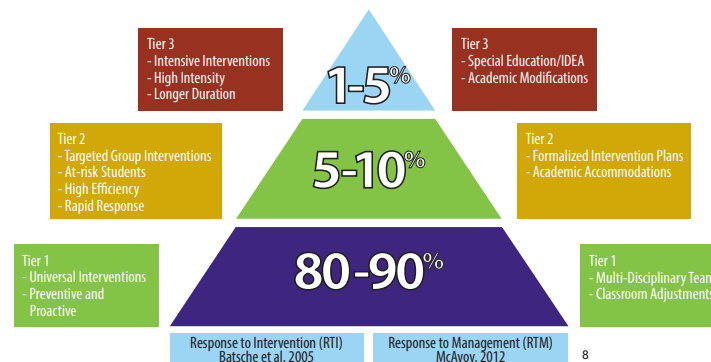 Tier 3
- Intensive Interventions
- High Intensity
- Longer Duration
1-5%
Tier 3
- Special Education/IDEA
- Academic Modifications
Tier 2
- Targeted Group Interventions
- At-risk Students
- High Efficiency
- Rapid Response
5-10%
Tier 2
- Formalized Intervention Plans
- Academic Accommodations
Tier 1
- Universal Interventions
- Preventive and
Proactive
80-90%
Tier 1
- Multi-Disciplinary Team
- Classroom Adjustments
Response to Intervention (RTI)
Batsche et al, 2005
Response to Management (RTM)
McAvoy, 2012
8